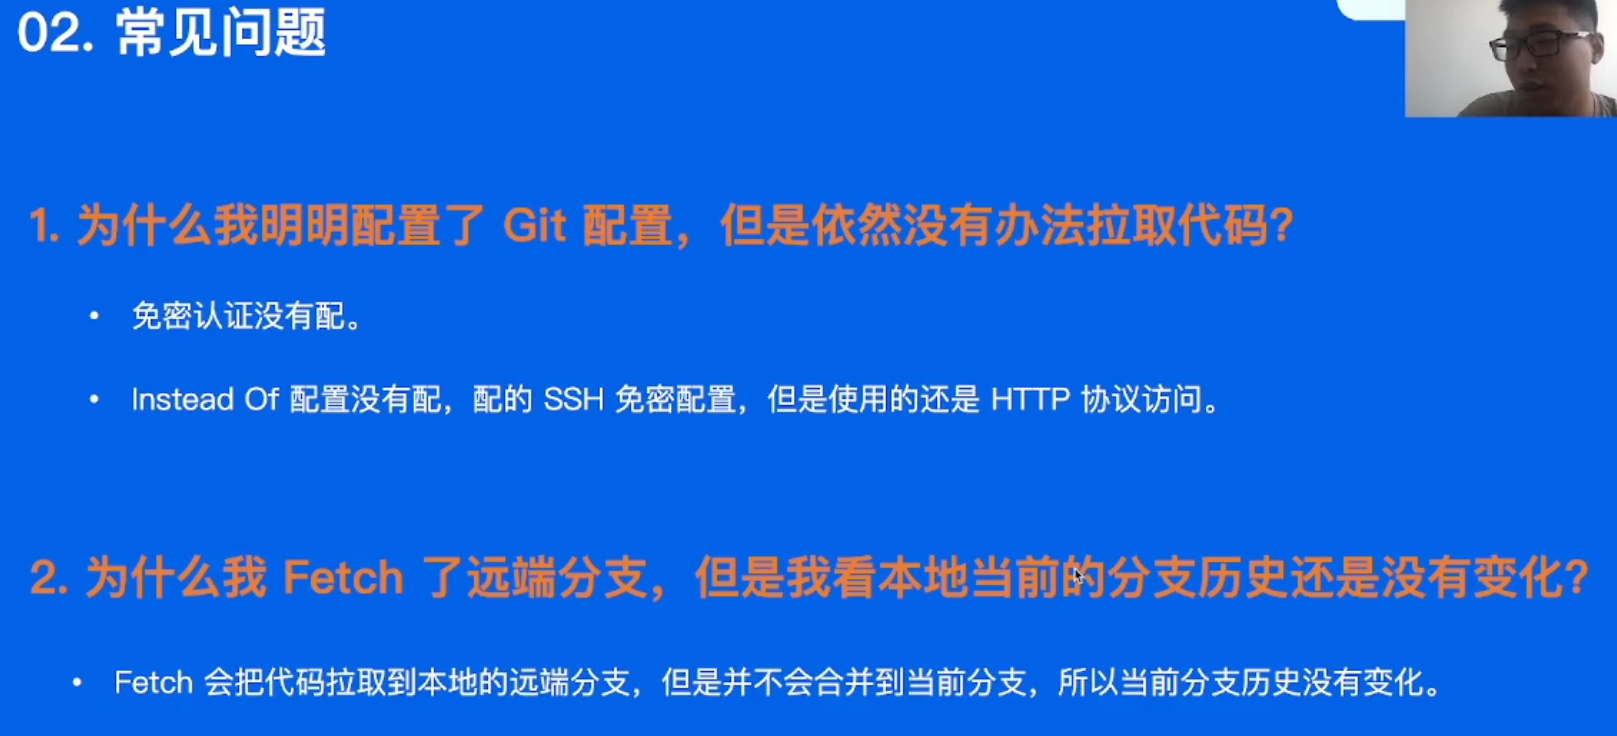 02. 常见问题
1. 为什么我明明配置了 Git 配置，但是依然没有办法拉取代码？
• 免密认证没有配。
• Instead Of 配置没有配，配的 SSH 免密配置，但是使用的还是 HTTP 协议访问。
2. 为什么我 Fetch 了远端分支，但是我看本地当前的分支历史还是没有变化？
• Fetch 会把代码拉取到本地的远端分支，但是并不会合并到当前分支，所以当前分支历史没有变化。